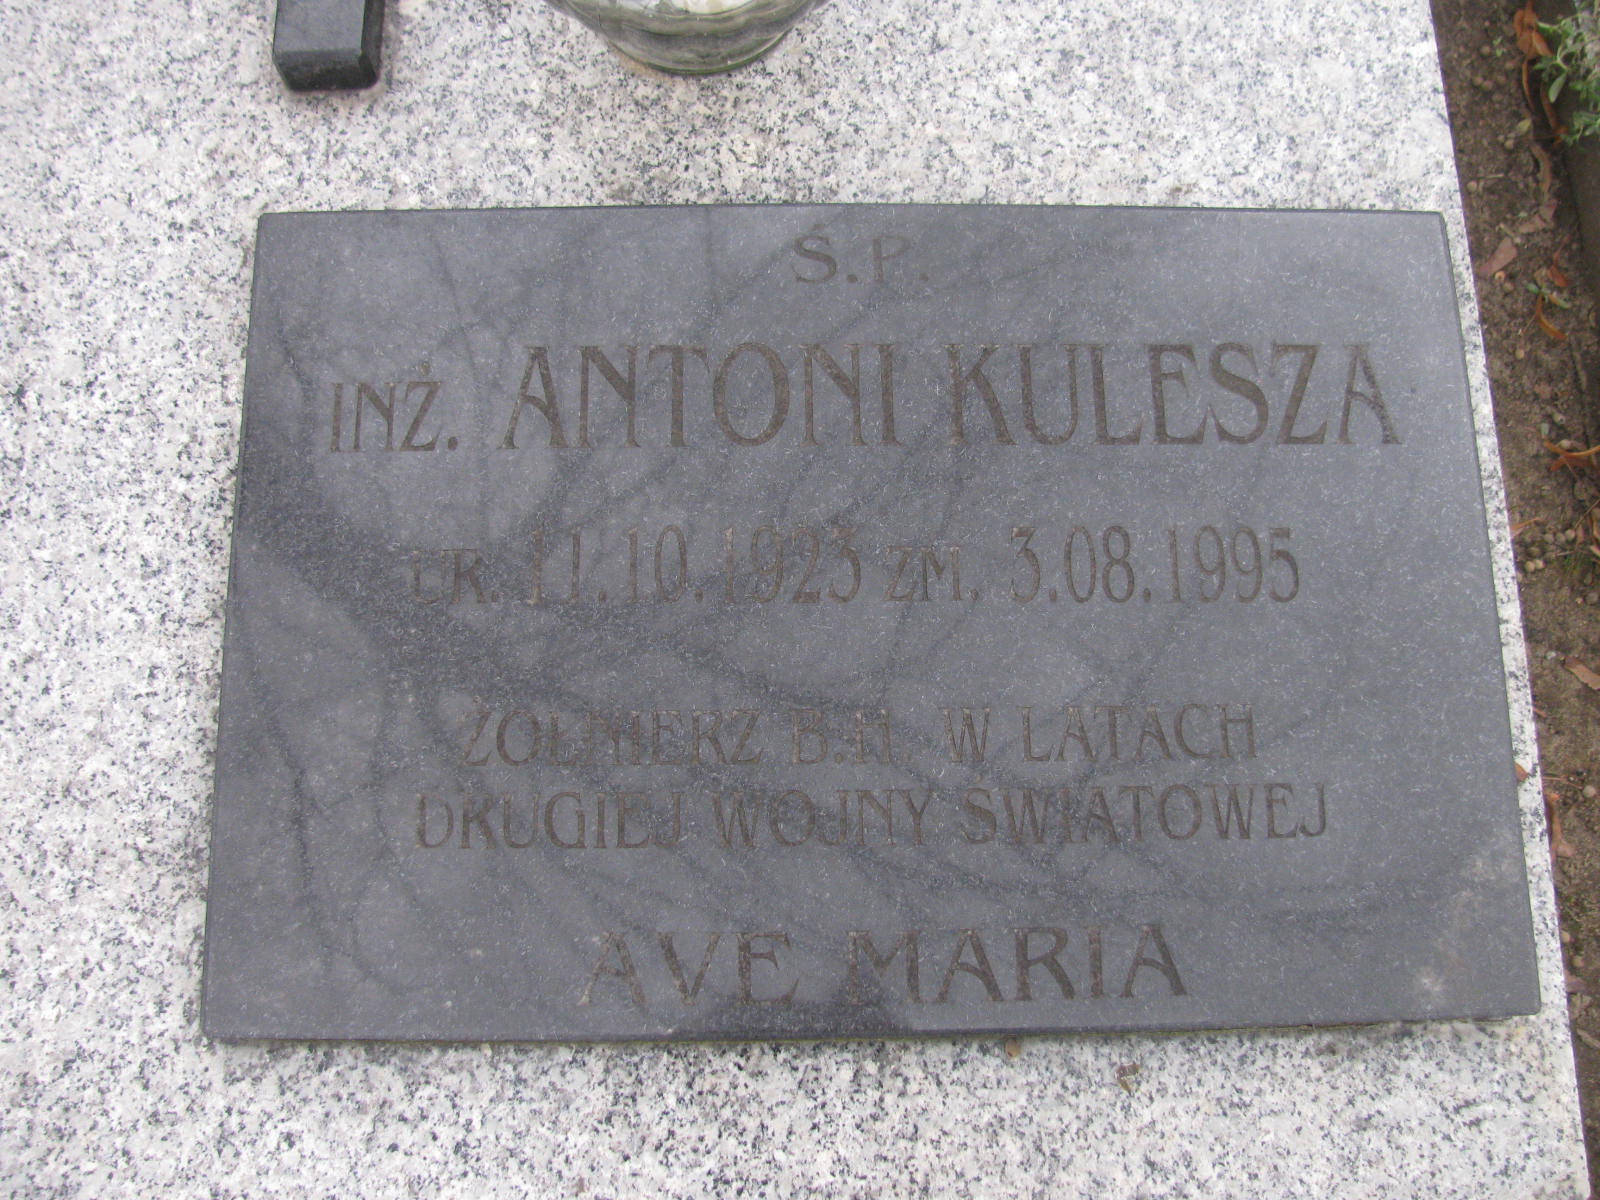 Ś.P.
INŻ. ANTONI KULESZA
UR. 11.10.1923 ZM. 3.08.1995
ŻOŁNIERZ B.H. W LATACH
DRUGIEJ WOJNY ŚWIATOWEJ
AVE MARIA